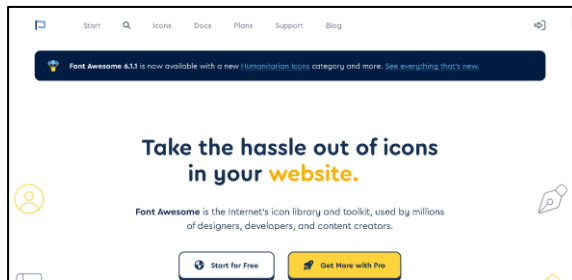 Start Icons Docs Plans Support Blog
Font Awesome 6.1.1 is now available with a new Humanitarian Icons category and more. See everything that's new.
Take the hassle out of icons
in your website.
Font Awesome is the Internet's icon library and toolkit, used by millions
of designers, developers, and content creators.
Start for Free Get More with Pro